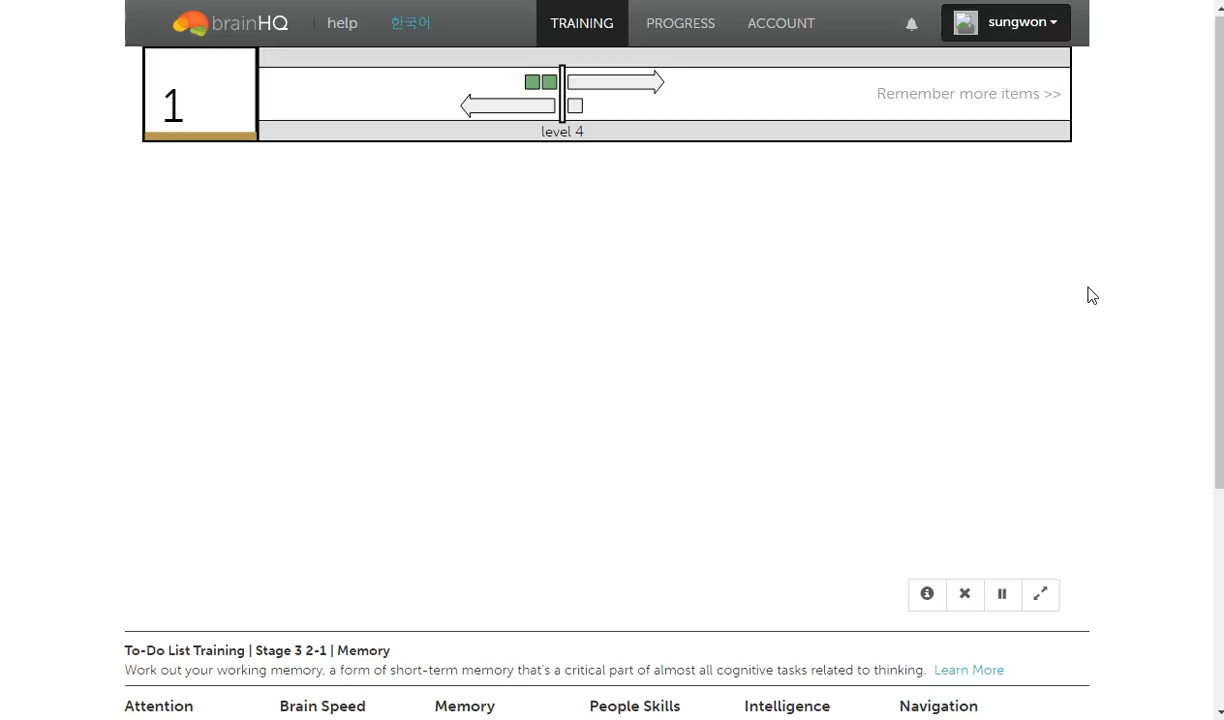 brainHQ help 한국어 TRAINING PROGRESS ACCOUNT sungwon
1
Remember more items >>
level 4
To-Do List Training | Stage 3 2-1 | Memory
Work out your working memory, a form of short-term memory that's a critical part of almost all cognitive tasks related to thinking. Learn More
Attention Brain Speed Memory People Skills Intelligence Navigation